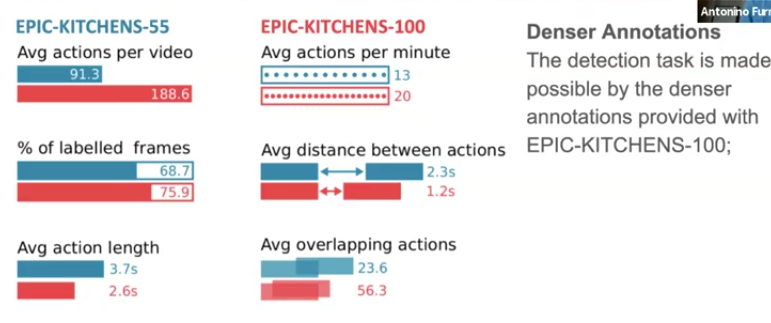 Antonino Furn
EPIC-KITCHENS-55
Avg actions per video
91.3
188.6
% of labelled frames
68.7
75.9
Avg action length
3.7s
2.6s
EPIC-KITCHENS-100
Avg actions per minute
13
20
Avg distance between actions
2.3s
1.2s
Avg overlapping actions
23.6
56.3
Denser Annotations
The detection task is made
possible by the denser
annotations provided with
EPIC-KITCHENS-100;